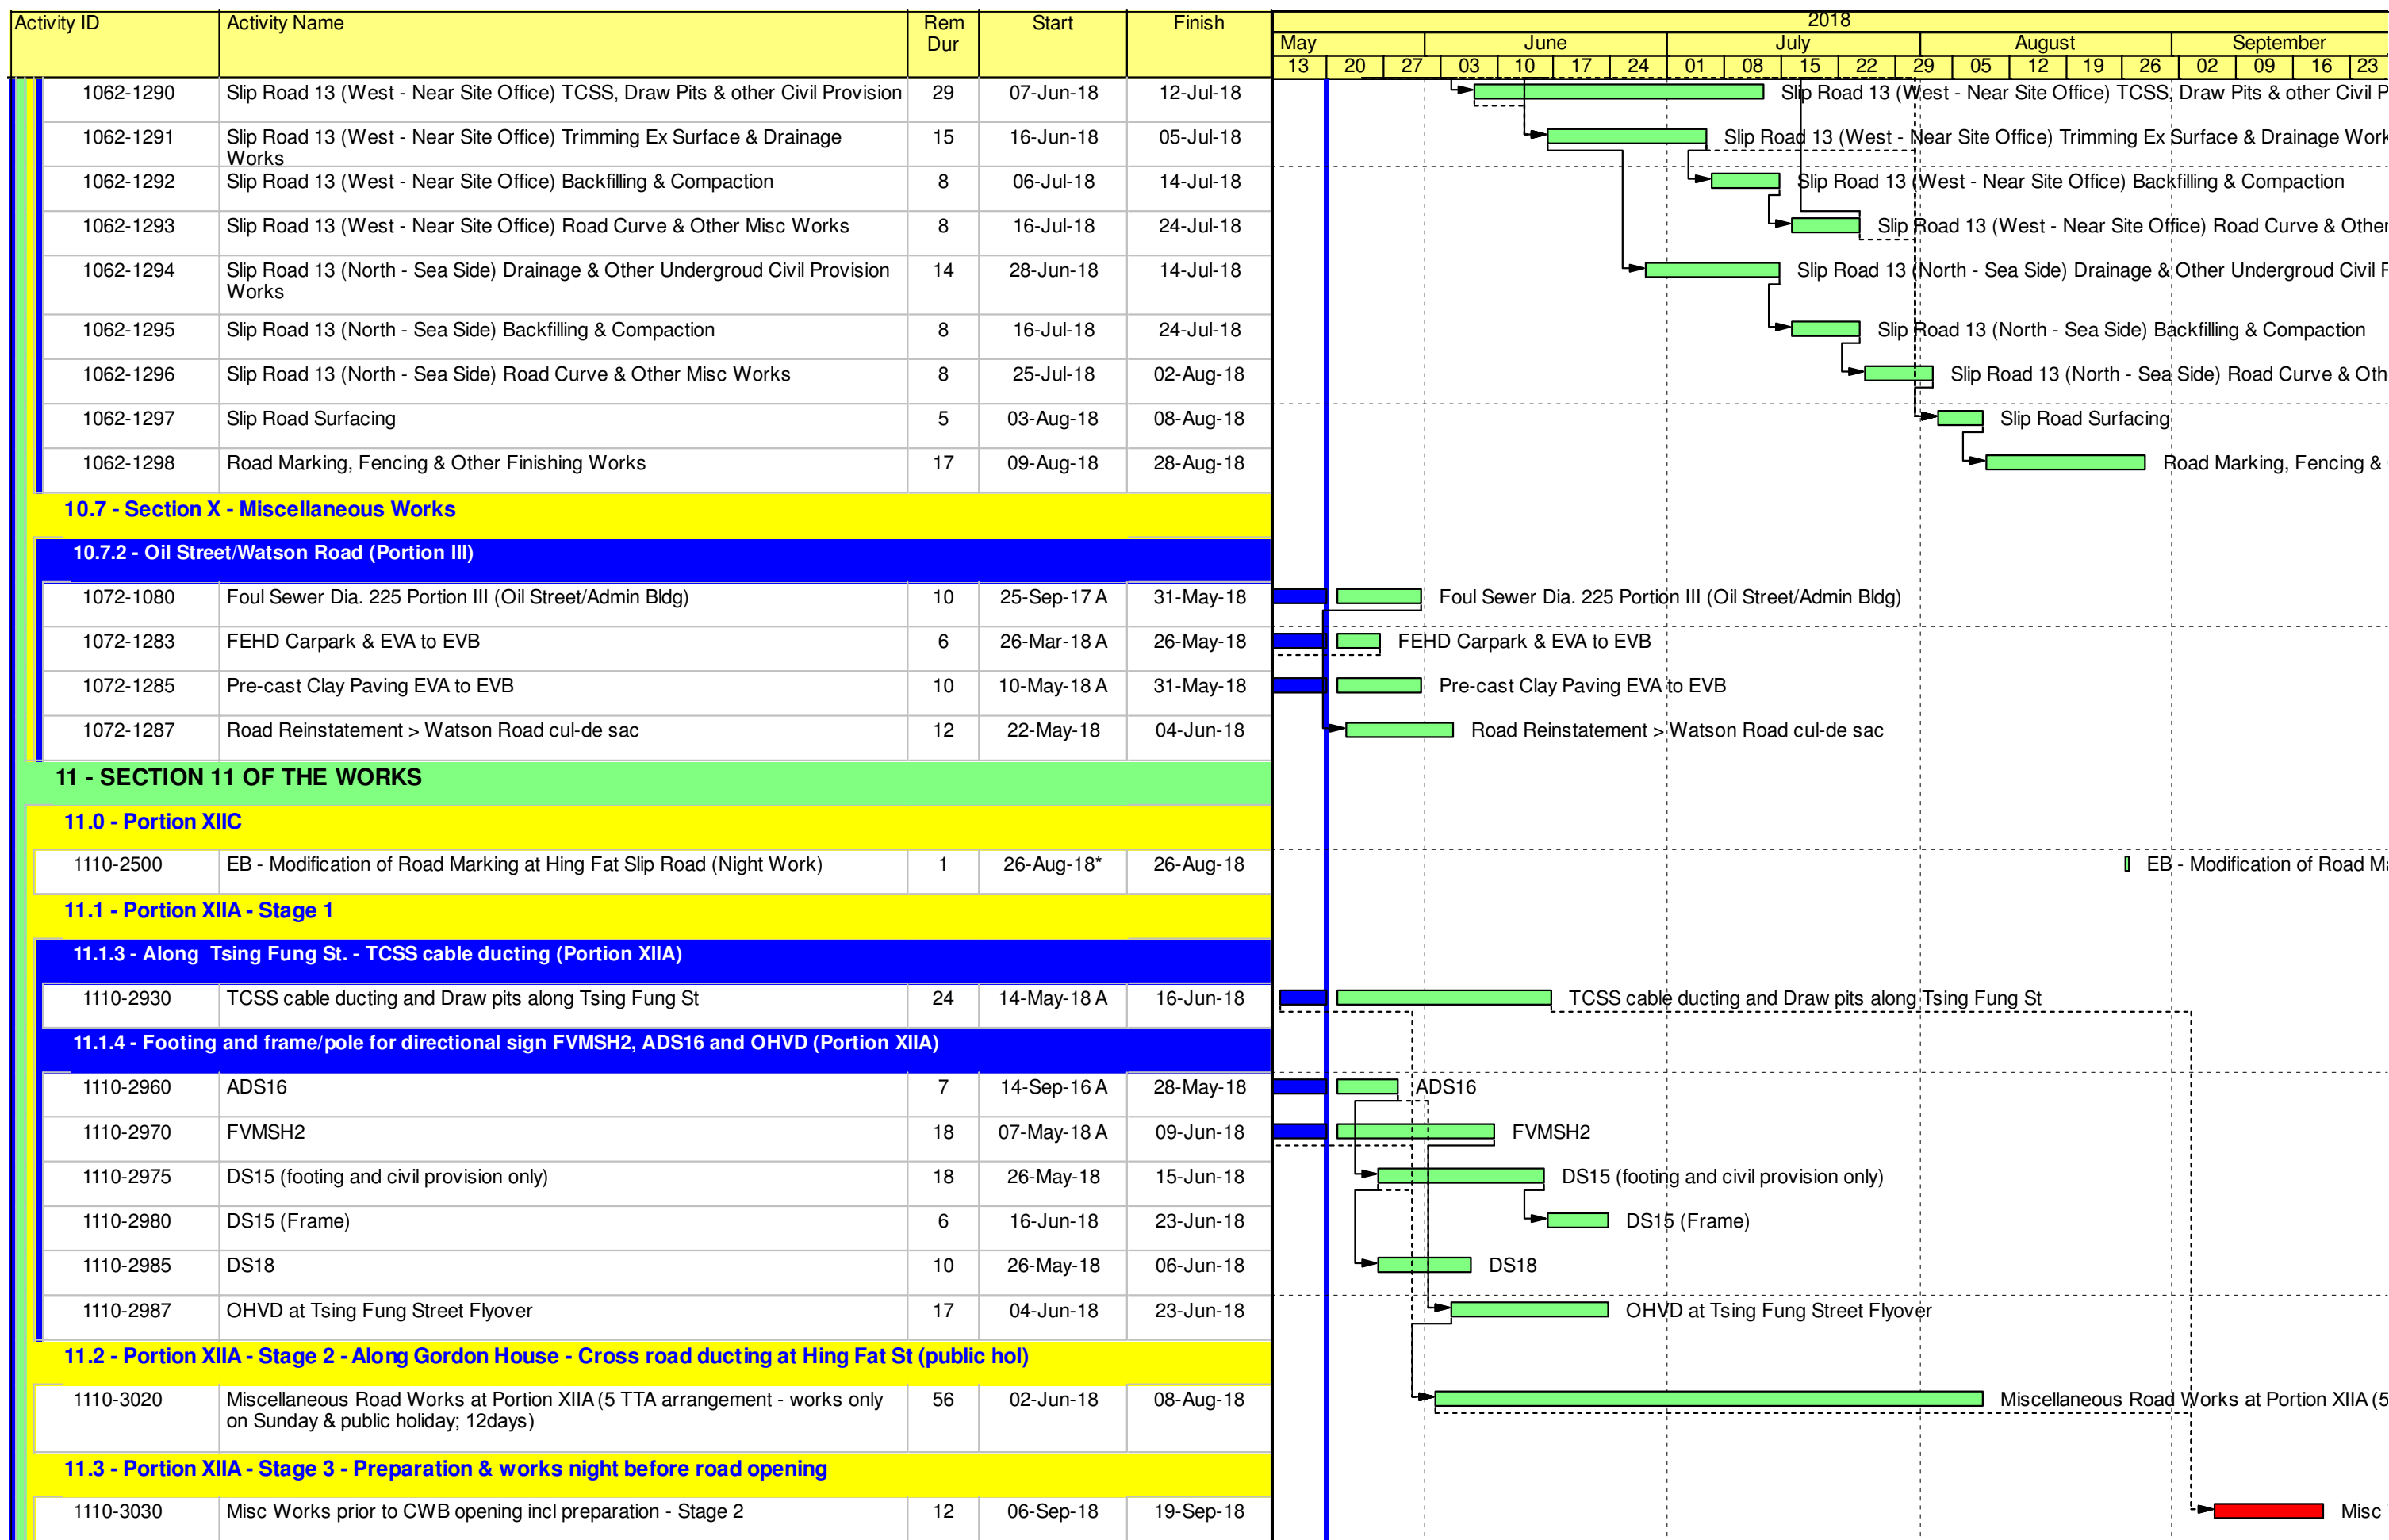 Activity ID Activity Name Rem Dur Start Finish 2018
May June July August September
13 20 27 03 10 17 24 01 08 15 22 29 05 12 19 26 02 09 16 23
1062-1290 Slip Road 13 (West - Near Site Office) TCSS, Draw Pits & other Civil Provision 29 07-Jun-18 12-Jul-18 Slip Road 13 (West - Near Site Office) TCSS, Draw Pits & other Civil P
1062-1291 Slip Road 13 (West - Near Site Office) Trimming Ex Surface & Drainage 15 16-Jun-18 05-Jul-18 Slip Road 13 (West - Near Site Office) Trimming Ex Surface & Drainage Work
Works
1062-1292 Slip Road 13 (West - Near Site Office) Backfilling & Compaction 8 06-Jul-18 14-Jul-18 Slip Road 13 (West - Near Site Office) Backfilling & Compaction
1062-1293 Slip Road 13 (West - Near Site Office) Road Curve & Other Misc Works 8 16-Jul-18 24-Jul-18 Slip Road 13 (West - Near Site Office) Road Curve & Other
1062-1294 Slip Road 13 (North - Sea Side) Drainage & Other Undergroud Civil Provision 14 28-Jun-18 14-Jul-18 Slip Road 13 (North - Sea Side) Drainage & Other Undergroud Civil P
Works
1062-1295 Slip Road 13 (North - Sea Side) Backfilling & Compaction 8 16-Jul-18 24-Jul-18 Slip Road 13 (North - Sea Side) Backfilling & Compaction
1062-1296 Slip Road 13 (North - Sea Side) Road Curve & Other Misc Works 8 25-Jul-18 02-Aug-18 Slip Road 13 (North - Sea Side) Road Curve & Oth
1062-1297 Slip Road Surfacing 5 03-Aug-18 08-Aug-18 Slip Road Surfacing
1062-1298 Road Marking, Fencing & Other Finishing Works 17 09-Aug-18 28-Aug-18 Road Marking, Fencing &
10.7 - Section X - Miscellaneous Works
10.7.2 - Oil Street/Watson Road (Portion III)
1072-1080 Foul Sewer Dia. 225 Portion III (Oil Street/Admin Bldg) 10 25-Sep-17 A 31-May-18 Foul Sewer Dia. 225 Portion III (Oil Street/Admin Bldg)
1072-1283 FEHD Carpark & EVA to EVB 6 26-Mar-18 A 26-May-18 FEHD Carpark & EVA to EVB
1072-1285 Pre-cast Clay Paving EVA to EVB 10 10-May-18 A 31-May-18 Pre-cast Clay Paving EVA to EVB
1072-1287 Road Reinstatement > Watson Road cul-de sac 12 22-May-18 04-Jun-18 Road Reinstatement > Watson Road cul-de sac
11 - SECTION 11 OF THE WORKS
11.0 - Portion XIIC
1110-2500 EB - Modification of Road Marking at Hing Fat Slip Road (Night Work) 1 26-Aug-18* 26-Aug-18 EB - Modification of Road Ma
11.1 - Portion XIIA - Stage 1
11.1.3 - Along Tsing Fung St. - TCSS cable ducting (Portion XIIA)
1110-2930 TCSS cable ducting and Draw pits along Tsing Fung St 24 14-May-18 A 16-Jun-18 TCSS cable ducting and Draw pits along Tsing Fung St
11.1.4 - Footing and frame/pole for directional sign FVMSH2, ADS16 and OHVD (Portion XIIA)
1110-2960 ADS16 7 14-Sep-16 A 28-May-18 ADS16
1110-2970 FVMSH2 18 07-May-18 A 09-Jun-18 FVMSH2
1110-2975 DS15 (footing and civil provision only) 18 26-May-18 15-Jun-18 DS15 (footing and civil provision only)
1110-2980 DS15 (Frame) 6 16-Jun-18 23-Jun-18 DS15 (Frame)
1110-2985 DS18 10 26-May-18 06-Jun-18 DS18
1110-2987 OHVD at Tsing Fung Street Flyover 17 04-Jun-18 23-Jun-18 OHVD at Tsing Fung Street Flyover
11.2 - Portion XIIA - Stage 2 - Along Gordon House - Cross road ducting at Hing Fat St (public hol)
1110-3020 Miscellaneous Road Works at Portion XIIA (5 TTA arrangement - works only 56 02-Jun-18 08-Aug-18 Miscellaneous Road Works at Portion XIIA (5
on Sunday & public holiday; 12days)
11.3 - Portion XIIA - Stage 3 - Preparation & works night before road opening
1110-3030 Misc Works prior to CWB opening incl preparation - Stage 2 12 06-Sep-18 19-Sep-18 Misc